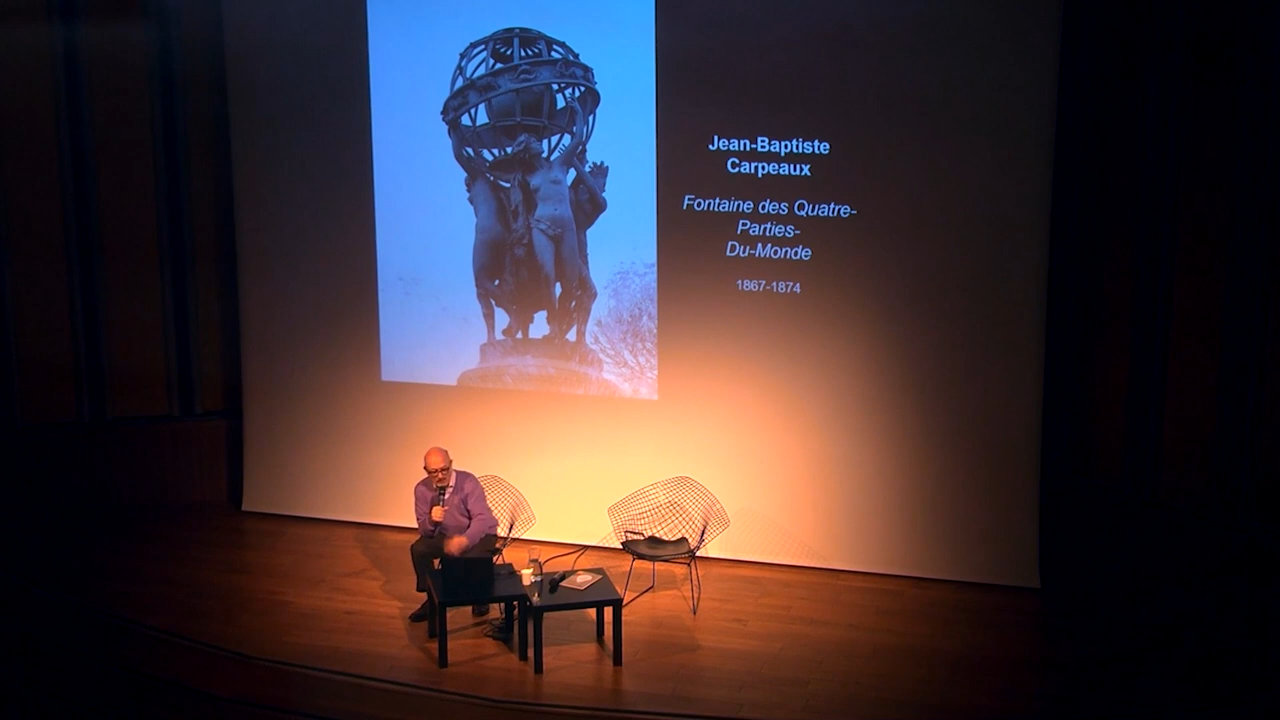 Jean-Baptiste
Carpeaux
Fontaine des Quatre-
Parties-
Du-Monde
1867-1874